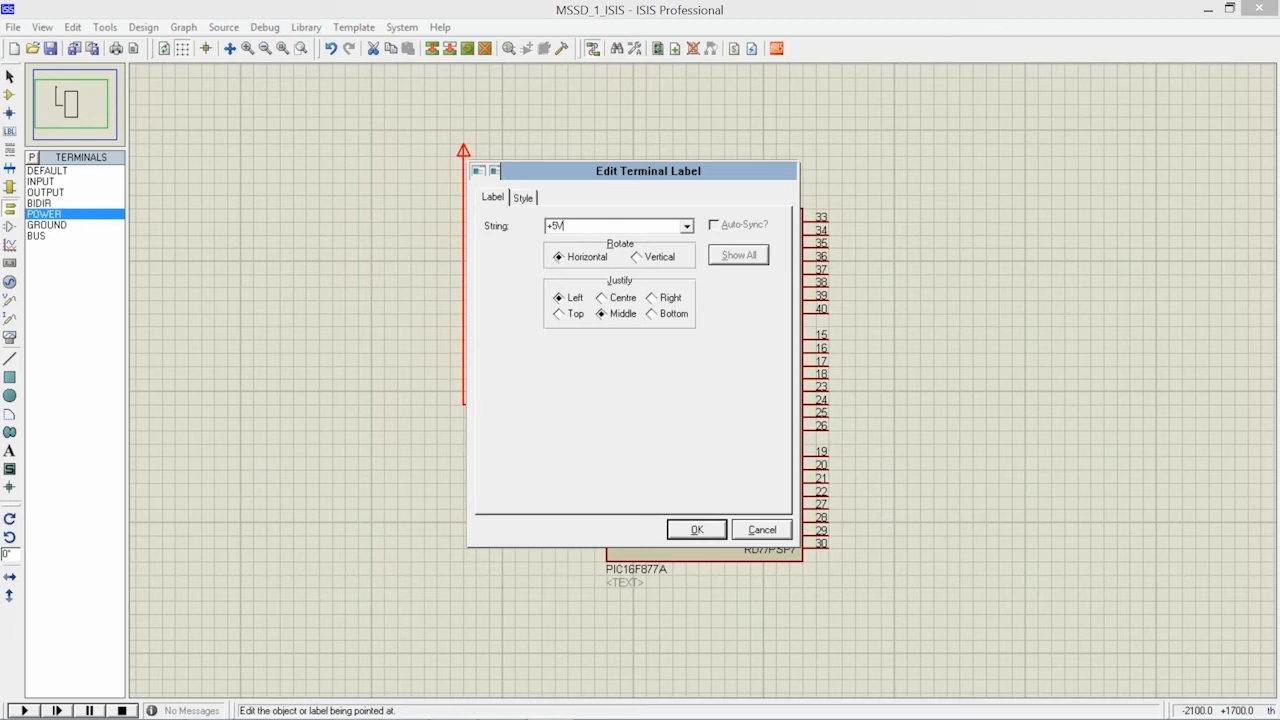 ISIS
MSSD_1_ISIS - ISIS Professional
File View Edit Tools Design Graph Source Debug Library Template System Help
LBL
P TERMINALS
DEFAULT
INPUT
OUTPUT
BIDIR
POWER
GROUND
BUS
Edit Terminal Label
Label Style
String: +5V Auto-Sync?
Rotate
Horizontal Vertical Show All
Justify
Left Centre Right
Top Middle Bottom
OK Cancel
33
34
35
36
37
38
39
40
15
16
17
18
23
24
25
26
19
20
21
22
27
28
29
30
RD7/PSP7
PIC16F877A
<TEXT>
A
S
0°
No Messages Edit the object or label being pointed at. -2100.0 +1700.0 th